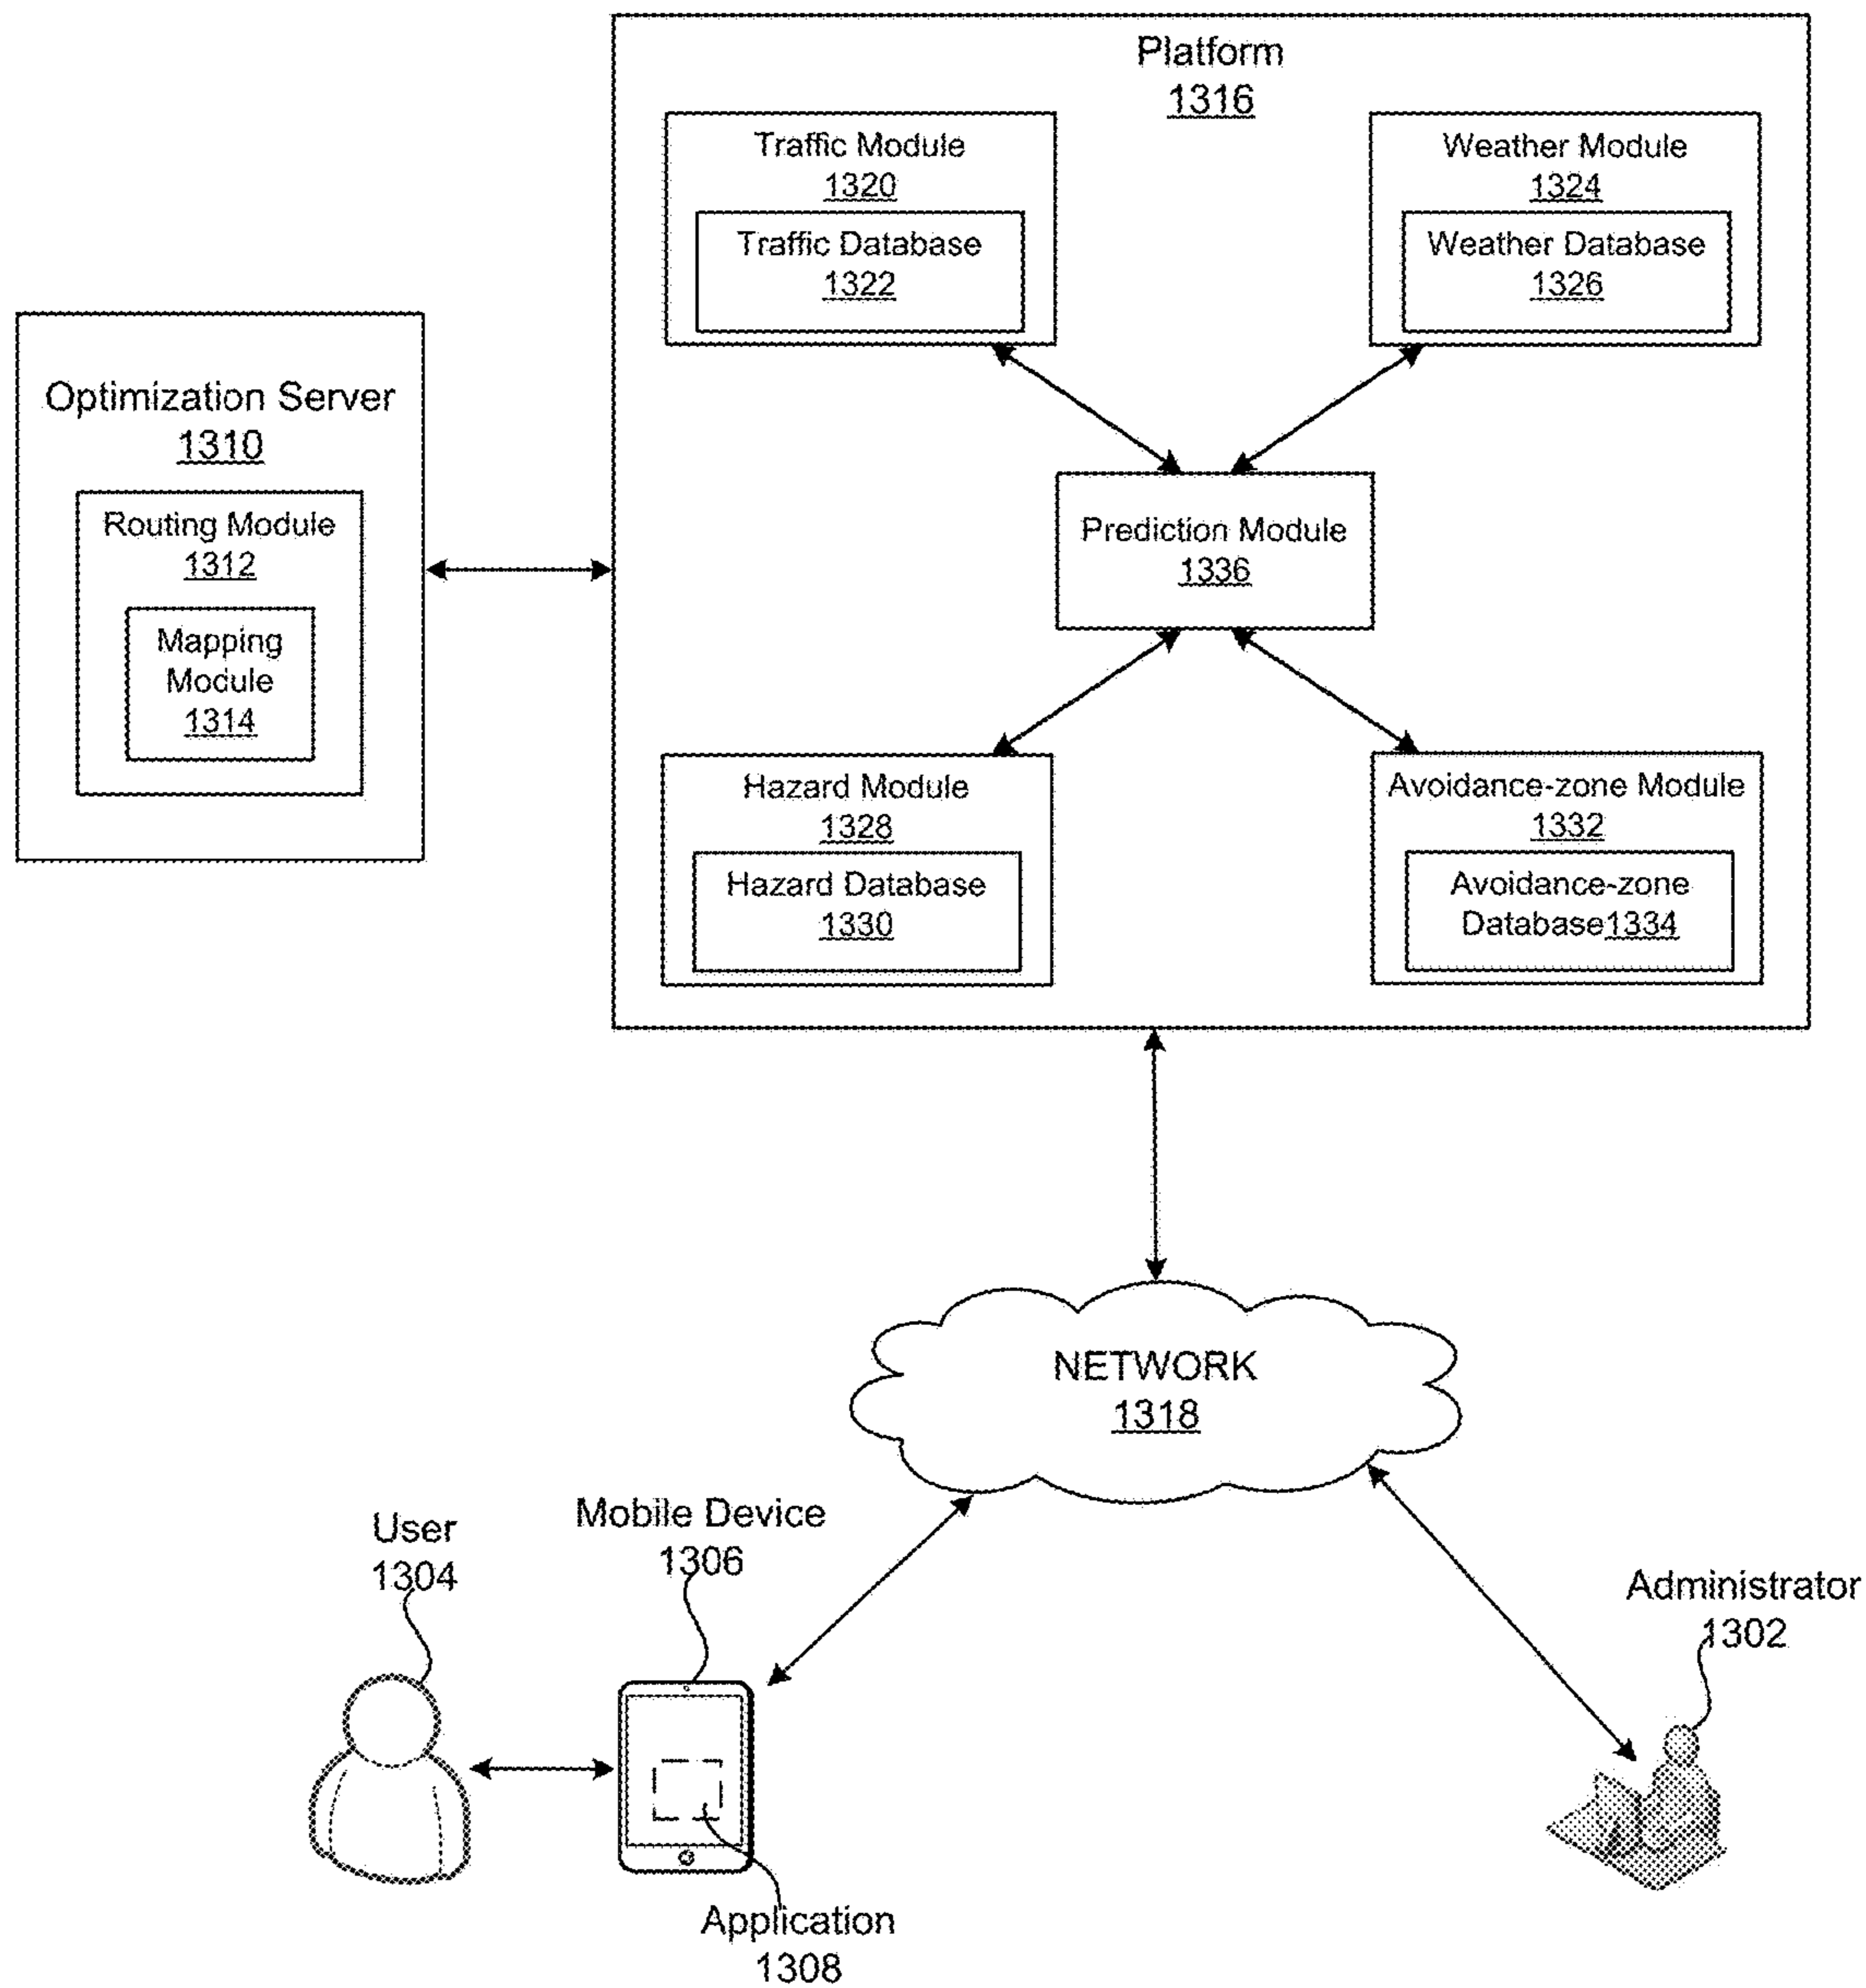 Platform
1316
Traffic Module
1320
Traffic Database
1322
Weather Module
1324
Weather Database
1326
Optimization Server
1310
Routing Module
1312
Mapping
Module
1314
Prediction Module
1336
Hazard Module
1328
Hazard Database
1330
Avoidance-zone Module
1332
Avoidance-zone
Database1334
NETWORK
1318
User
1304
Mobile Device
1306
Administrator
1302
Application
1308